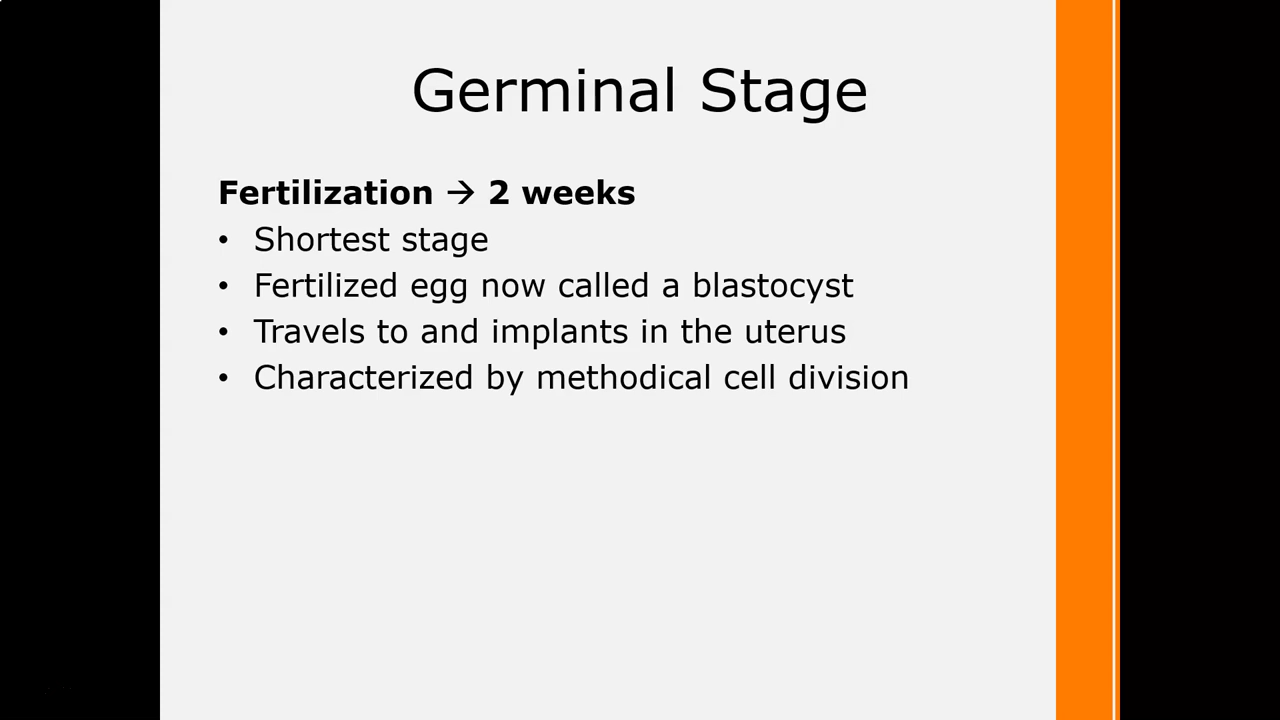 Germinal Stage
Fertilization → 2 weeks
• Shortest stage
• Fertilized egg now called a blastocyst
• Travels to and implants in the uterus
• Characterized by methodical cell division